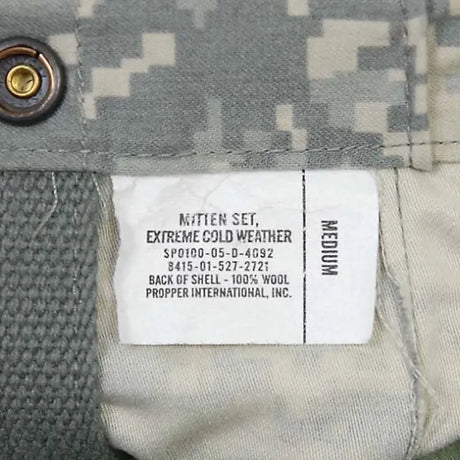 MITTEN SET,
EXTREME COLD WEATHER
SP0100-05-D-4092
8415-01-527-2721
BACK OF SHELL - 100% WOOL
PROPPER INTERNATIONAL, INC.
MEDIUM